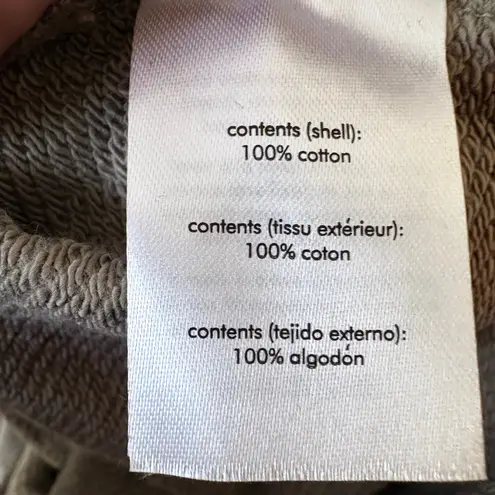 contents (shell):
100% cotton
contents (tissu extérieur):
100% coton
contents (tejido externo):
100% algodón